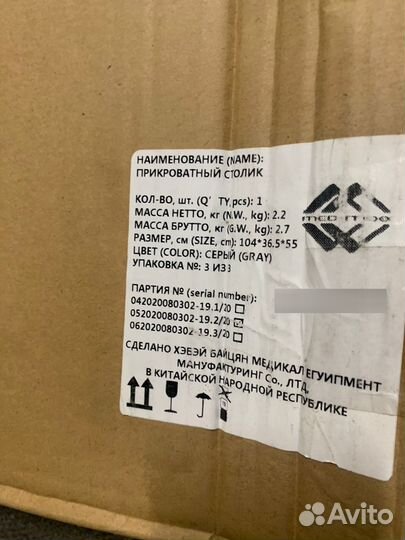 НАИМЕНОВАНИЕ (NAME):
ПРИКРОВАТНЫЙ СТОЛИК
КОЛ-ВО, шт. (Q' TY,pcs): 1
МАССА НЕТТО, кг (N.W., kg): 2.2
МАССА БРУТТО, кг (G.W., kg): 2.7
РАЗМЕР, см (SIZE, cm): 104*36.5*55
ЦВЕТ (COLOR): СЕРЫЙ (GRAY)
УПАКОВКА №: 3 ИЗ3
ПАРТИЯ № (serial number):
042020080302-19.1/20
052020080302-19.2/20
062020080302-19.3/20
СДЕЛАНО ХЭБЭЙ БАЙЦЯН МЕДИКАЛ ЕГУИПМЕНТ
МАНУФАКТУРИНГ Co., ЛТД,
В КИТАЙСКОЙ НАРОДНОЙ РЕСПУБЛИКЕ
Avito